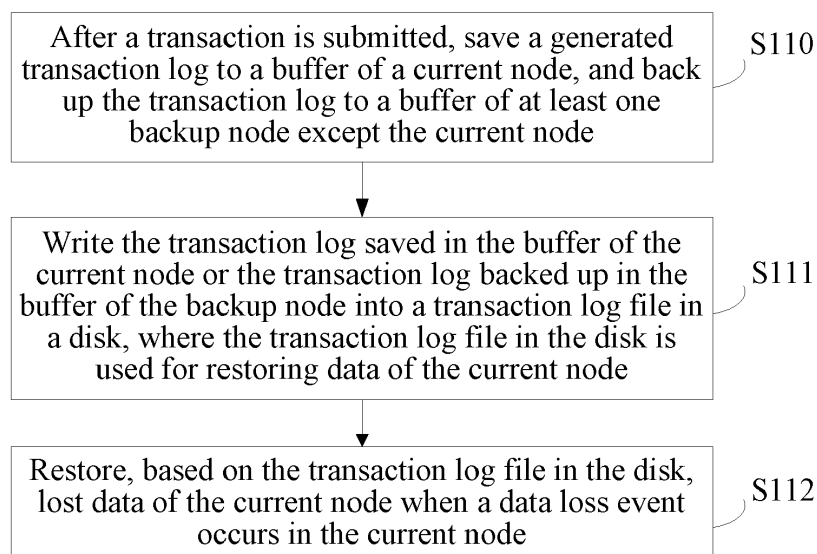 After a transaction is submitted, save a generated
transaction log to a buffer of a current node, and back
up the transaction log to a buffer of at least one
backup node except the current node
S110
Write the transaction log saved in the buffer of the
current node or the transaction log backed up in the
buffer of the backup node into a transaction log file in
a disk, where the transaction log file in the disk is
used for restoring data of the current node
S111
Restore, based on the transaction log file in the disk,
lost data of the current node when a data loss event
occurs in the current node
S112